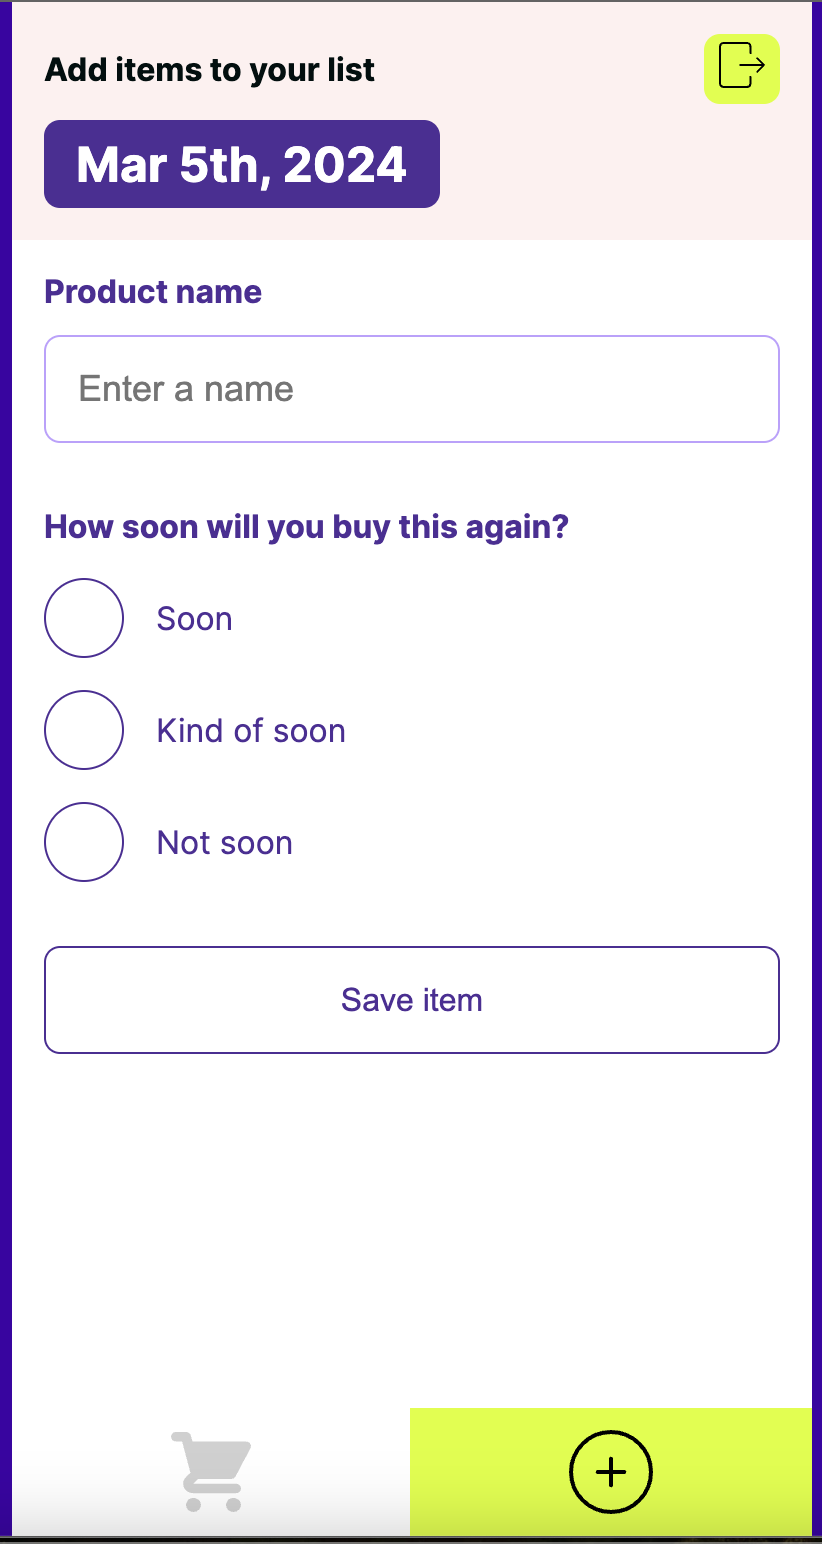 Add items to your list
Mar 5th, 2024
Product name
Enter a name
How soon will you buy this again?
Soon
Kind of soon
Not soon
Save item